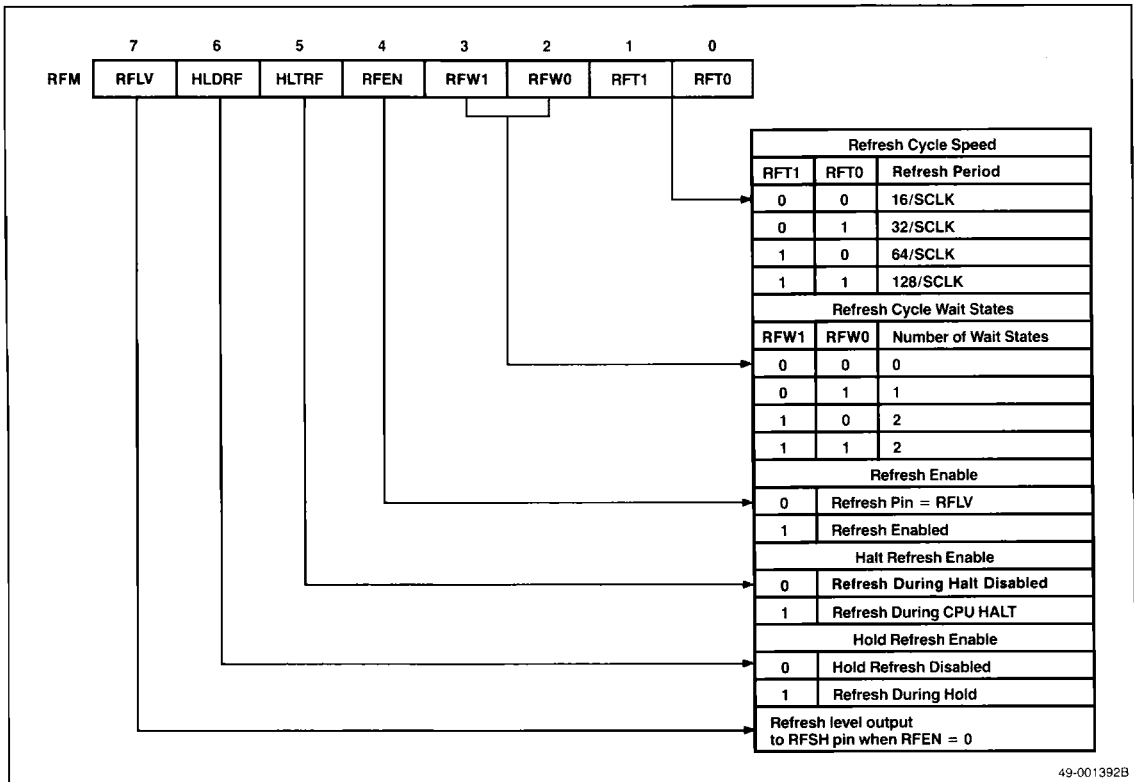 7 6 5 4 3 2 1 0
RFM RFLV HLDRF HLTRF RFEN RFW1 RFW0 RFT1 RFT0
Refresh Cycle Speed
RFT1 RFT0 Refresh Period
0 0 16/SCLK
0 1 32/SCLK
1 0 64/SCLK
1 1 128/SCLK
Refresh Cycle Wait States
RFW1 RFW0 Number of Wait States
0 0 0
0 1 1
1 0 2
1 1 2
Refresh Enable
0 Refresh Pin = RFLV
1 Refresh Enabled
Halt Refresh Enable
0 Refresh During Halt Disabled
1 Refresh During CPU HALT
Hold Refresh Enable
0 Hold Refresh Disabled
1 Refresh During Hold
Refresh level output
to RFSH pin when RFEN = 0
49-001392B